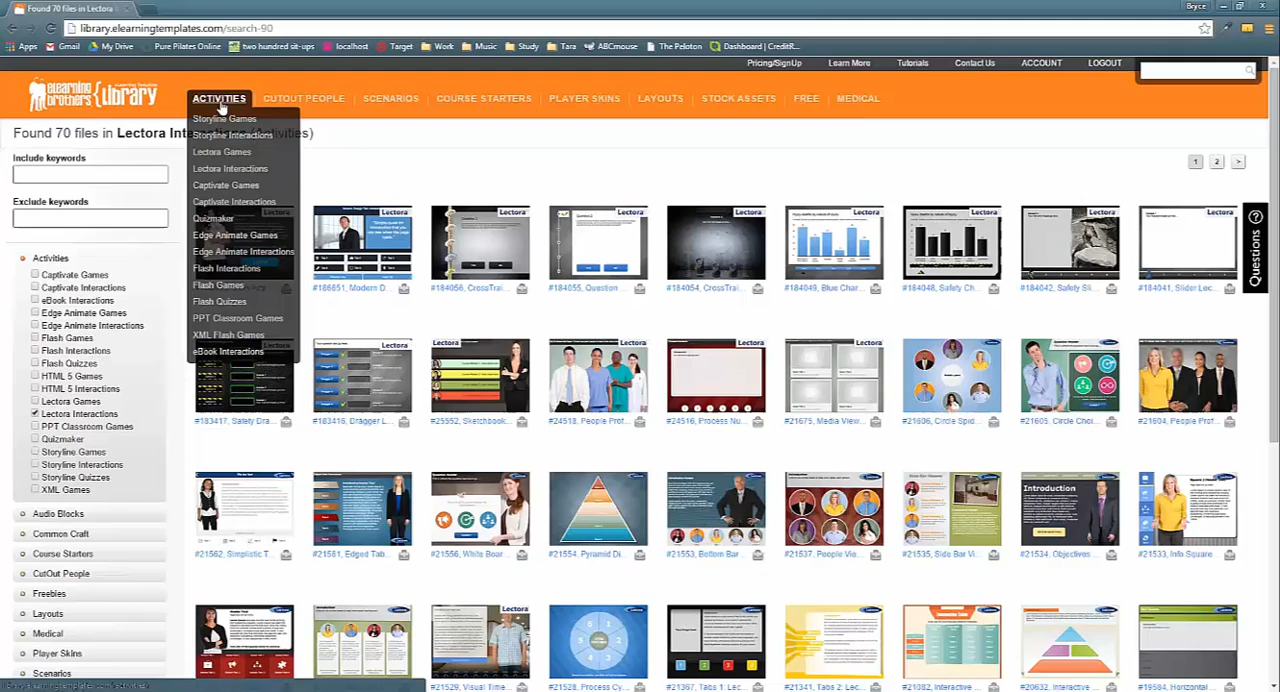 Found 70 files in Lectora
Bryce
library.elearningtemplates.com/search-90
Apps Gmail My Drive Pure Pilates Online two hundred sit-ups localhost Target Work Music Study Tara ABCmouse The Peloton Dashboard | CreditR...
Pricing/SignUp Learn More Tutorials Contact Us ACCOUNT LOGOUT
elearning brothers {Library
ACTIVITIES CUTOUT PEOPLE SCENARIOS COURSE STARTERS PLAYER SKINS LAYOUTS STOCK ASSETS FREE MEDICAL
Found 70 files in Lectora In
Activities)
Storyline Games
Storyline Interactions
Lectora Games
Lectora Interactions
Captivate Games
Captivate Interactions
Quizmaker
Edge Animate Games
Edge Animate Interactions
Flash Interactions
Flash Games
Flash Quizzes
PPT Classroom Games
XML Flash Games
eBook Interactions
Include keywords
Exclude keywords
1 2 >
Activities
Captivate Games
Captivate Interactions
eBook Interactions
Edge Animate Games
Edge Animate Interactions
Flash Games
Flash Interactions
Flash Quizzes
HTML 5 Games
HTML 5 Interactions
Lectora Games
Lectora Interactions
PPT Classroom Games
Quizmaker
Storyline Games
Storyline Interactions
Storyline Quizzes
XML Games
Audio Blocks
Common Craft
Course Starters
CutOut People
Freebies
Layouts
Medical
Player Skins
Scenarios
Questions
#186651, Modern D... #184056, CrossTrai... #184055, Question ... #184054, CrossTrai... #184049, Blue Char... #184048, Safety Ch... #184042, Safety Sli... #184041, Slider Lec...
#183417, Safety Dra... #183416, Dragger L... #25552, Sketchbook... #24518, People Prof... #24516, Process Nu... #21675, Media View... #21606, Circle Spid... #21605, Circle Choi... #21604, People Prof...
#21562, Simplistic T... #21561, Edged Tab... #21556, White Boar... #21554, Pyramid Di... #21553, Bottom Bar... #21537, People Vie... #21535, Side Bar Vi... #21534, Objectives ... #21533, Info Square
Introduction
#21529, Visual Time... #21528, Process Cy... #21367, Tabs 1: Lec... #21341, Tabs 2: Lec... #21082, Interactive ... #20632, Interactive ... #19584, Horizontal ...
library.elearningtemplates.com/activities/